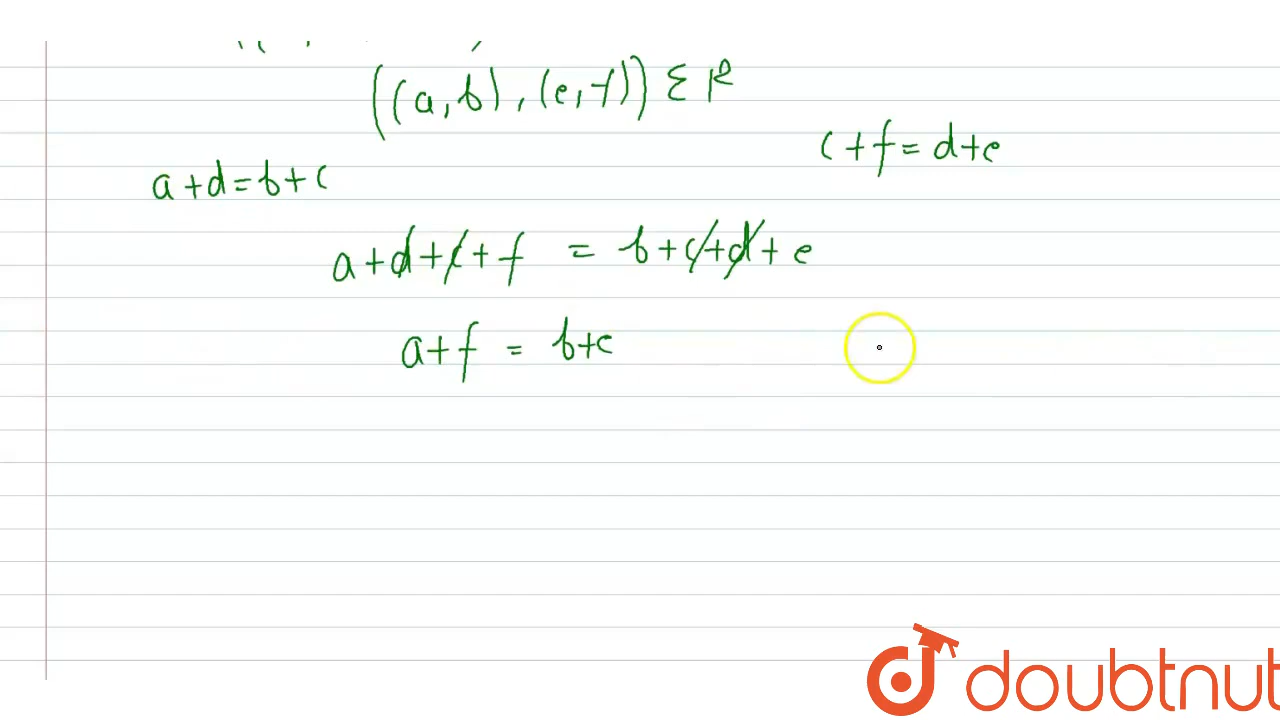 ((a, b), (e, f)) Σ R
c + f = d + e
a + d = b + c
a + d + c + f = b + c + d + e
a + f = b + e
doubtnut